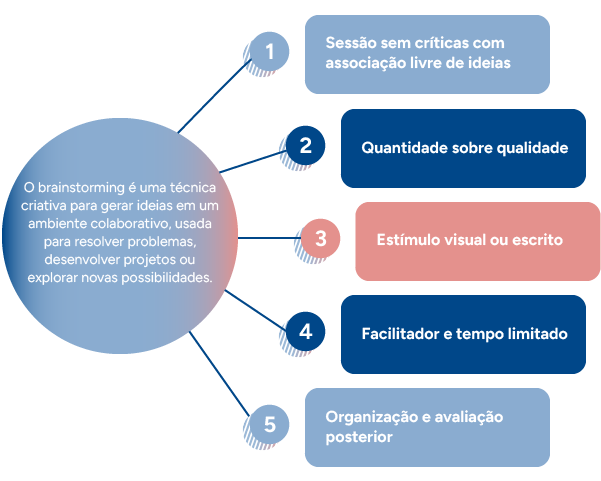 1
Sessão sem críticas com
associação livre de ideias
2
Quantidade sobre qualidade
O brainstorming é uma técnica
criativa para gerar ideias em um
ambiente colaborativo, usada
para resolver problemas,
desenvolver projetos ou
explorar novas possibilidades.
3
Estímulo visual ou escrito
4
Facilitador e tempo limitado
5
Organização e avaliação
posterior